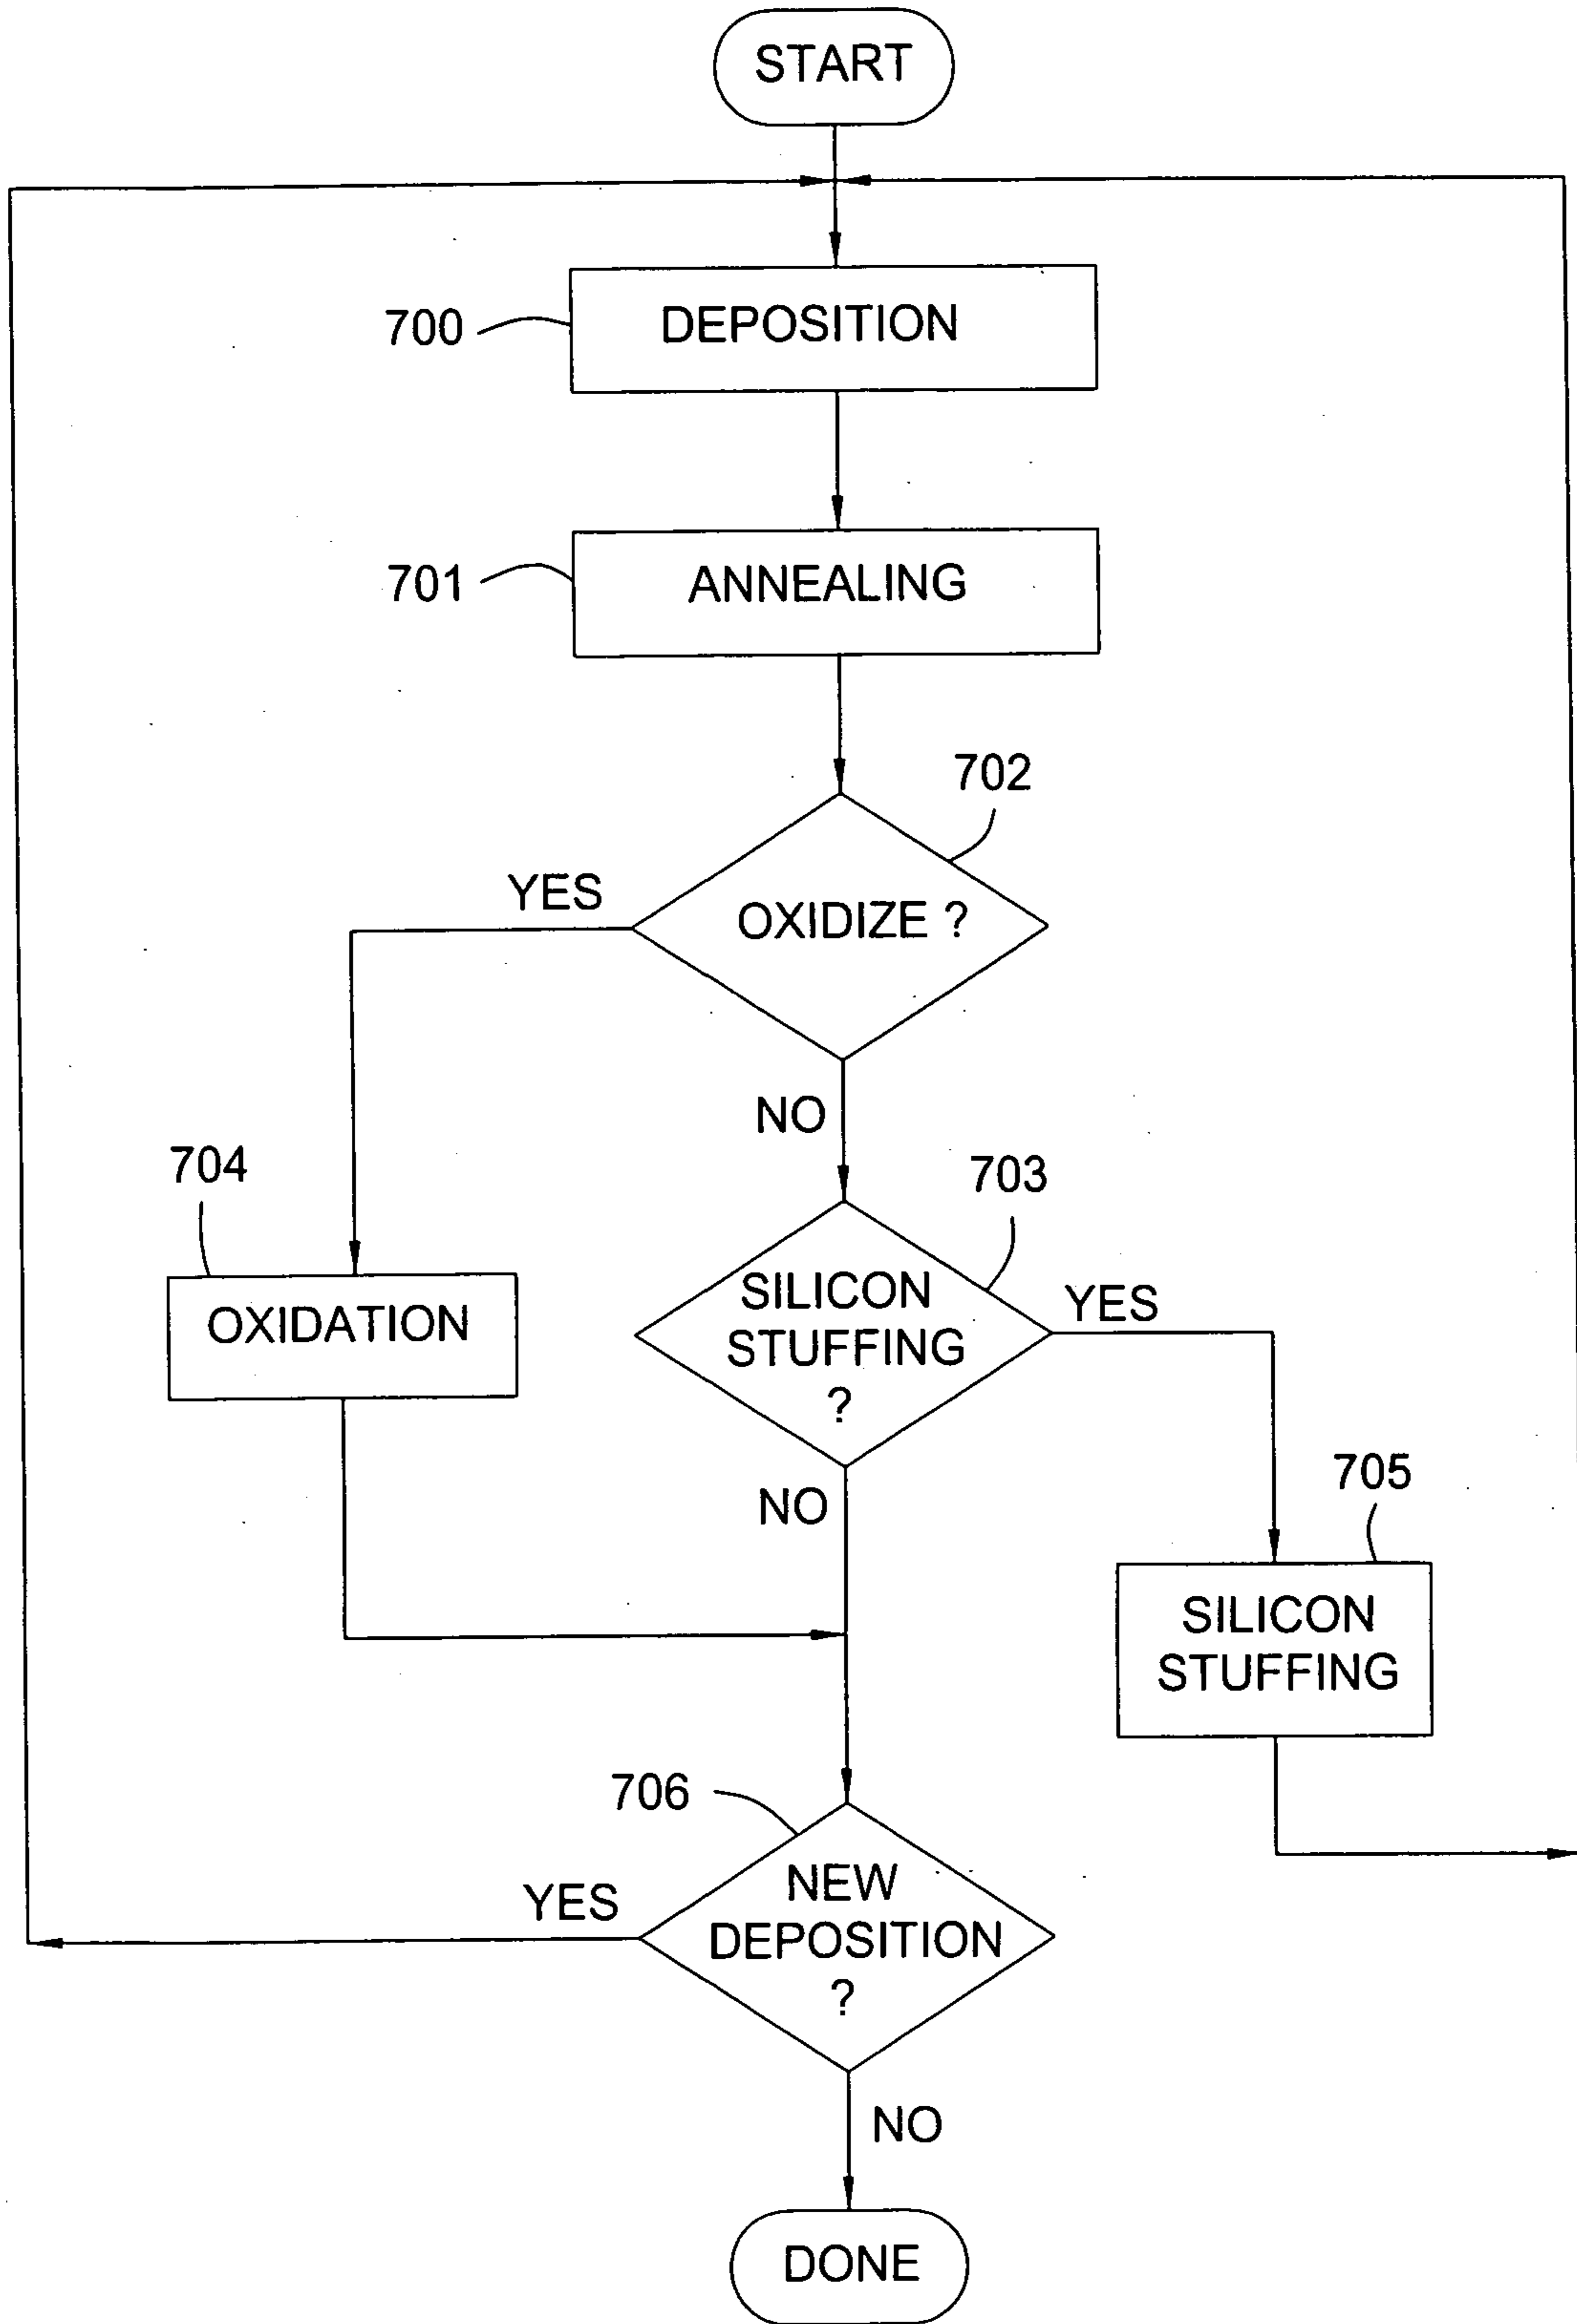 START
700
DEPOSITION
701
ANNEALING
702
YES
OXIDIZE ?
NO
704
703
OXIDATION
SILICON
STUFFING
?
YES
NO
705
SILICON
STUFFING
706
YES
NEW
DEPOSITION
?
NO
DONE